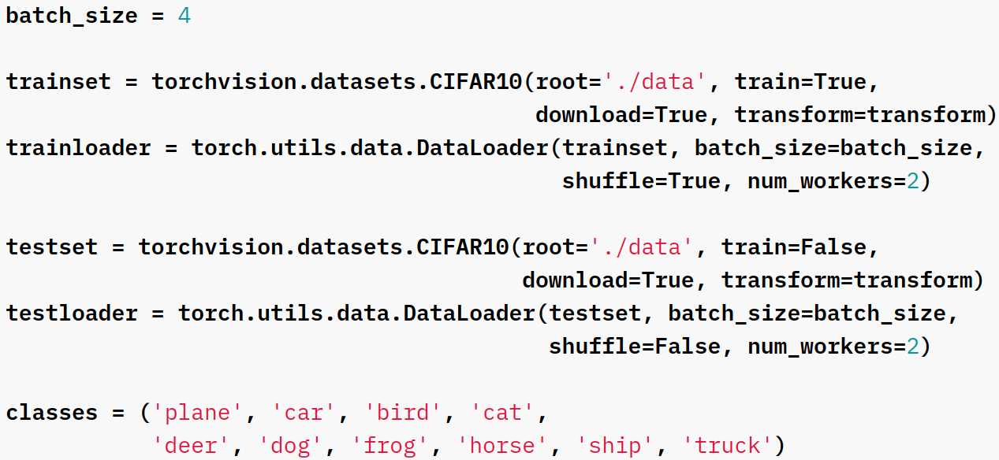 batch_size = 4
trainset = torchvision.datasets.CIFAR10(root='./data', train=True,
download=True, transform=transform)
trainloader = torch.utils.data.DataLoader(trainset, batch_size=batch_size,
shuffle=True, num_workers=2)
testset = torchvision.datasets.CIFAR10(root='./data', train=False,
download=True, transform=transform)
testloader = torch.utils.data.DataLoader(testset, batch_size=batch_size,
shuffle=False, num_workers=2)
classes = ('plane', 'car', 'bird', 'cat',
'deer', 'dog', 'frog', 'horse', 'ship', 'truck')